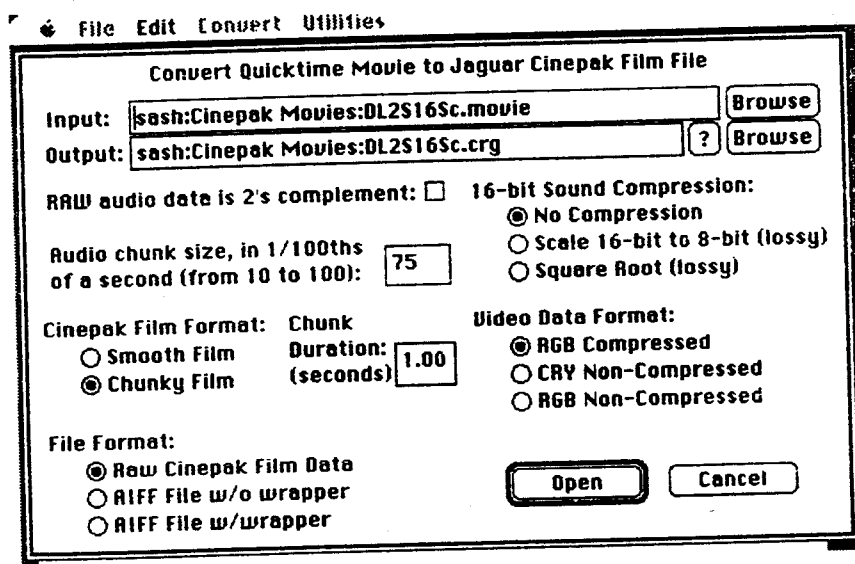 File Edit Convert Utilities
Convert Quicktime Movie to Jaguar Cinepak Film File
Input: sash:Cinepak Movies:DL2S16Sc.movie Browse
Output: sash:Cinepak Movies:DL2S16Sc.crg ? Browse
RAW audio data is 2's complement:
16-bit Sound Compression:
No Compression
Scale 16-bit to 8-bit (lossy)
Square Root (lossy)
Audio chunk size, in 1/100ths
of a second (from 10 to 100): 75
Cinepak Film Format:
Smooth Film
Chunky Film
Chunk
Duration:
(seconds) 1.00
Video Data Format:
RGB Compressed
CRY Non-Compressed
RGB Non-Compressed
File Format:
Raw Cinepak Film Data
AIFF File w/o wrapper
AIFF File w/wrapper
Open Cancel